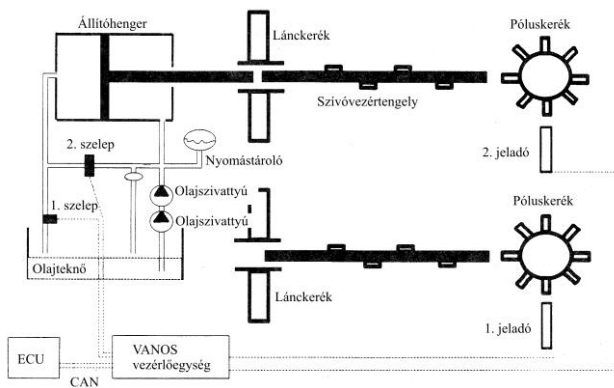 Állítóhenger
Lánckerék
Póluskerék
Szívóvezértengely
2. szelep
Nyomástároló
2. jeladó
Olajszivattyú
1. szelep
Olajszivattyú
Póluskerék
Olajteknő
Lánckerék
1. jeladó
ECU
VANOS
vezérlőegység
CAN